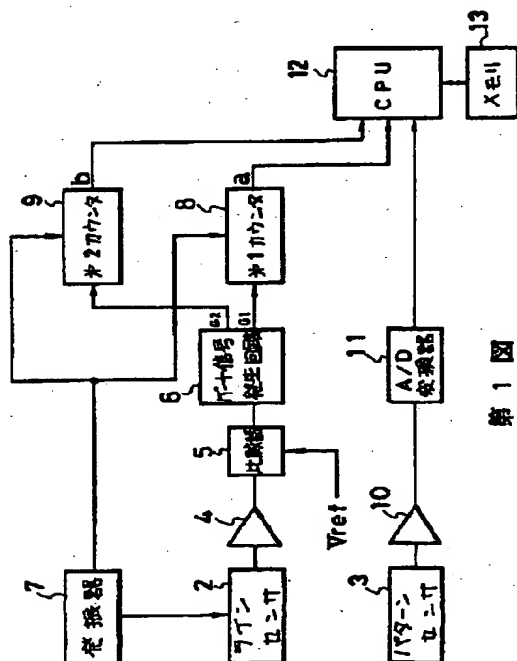 7
発振器
9
第2カウンタ
b
12
CPU
13
メモリ
8
第1カウンタ
a
6
ゲート信号
発生回路
G2
G1
5
比較器
Vref
4
2
ライン
センサ
11
A/D
変換器
10
3
パターン
センサ
第1図